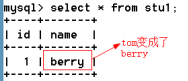 mysql> select * from stu1;
| id | name |
| 1 | berry |
tom变成了
berry